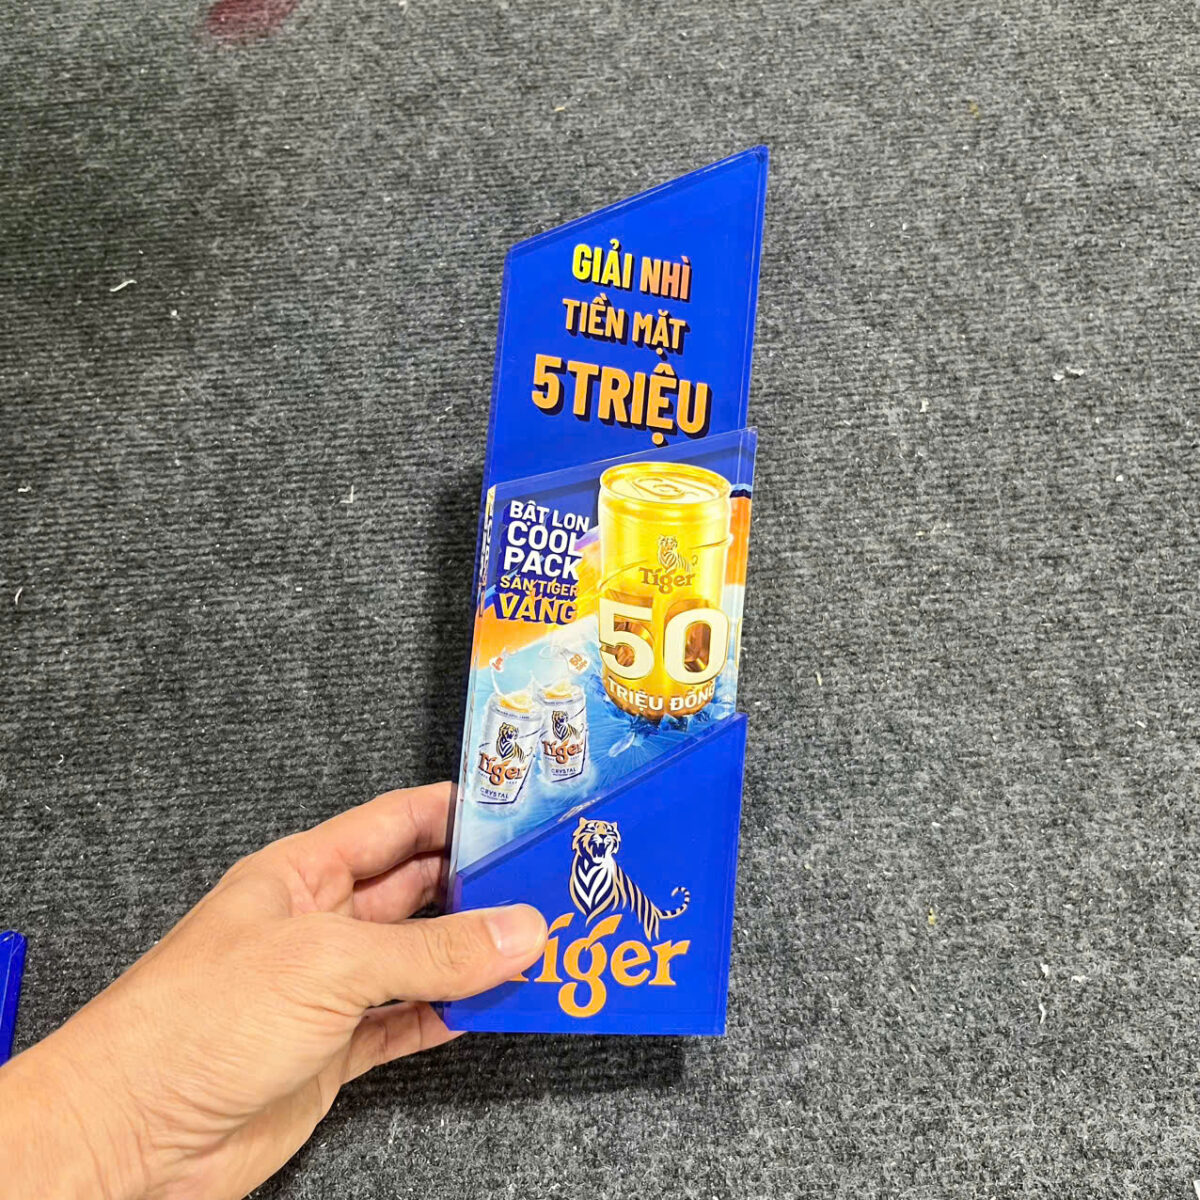 GIẢI NHÌ
TIỀN MẶT
5 TRIỆU
BẬT LON
COOL
PACK
SĂN TIGER
VÀNG
Tiger
50
TRIỆU ĐỒNG
Tiger
CRYSTAL
Tiger
CRYSTAL
Tiger